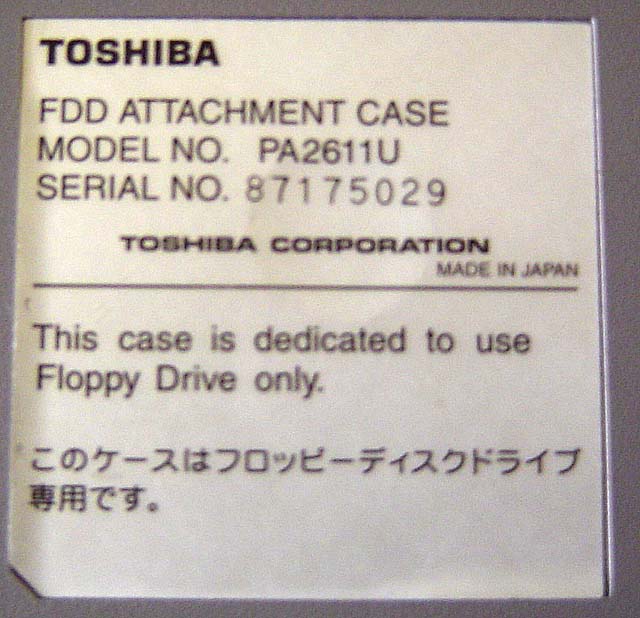 TOSHIBA
FDD ATTACHMENT CASE
MODEL NO. PA2611U
SERIAL NO. 87175029
TOSHIBA CORPORATION
MADE IN JAPAN
This case is dedicated to use
Floppy Drive only.
このケースはフロッピーディスクドライブ
専用です。